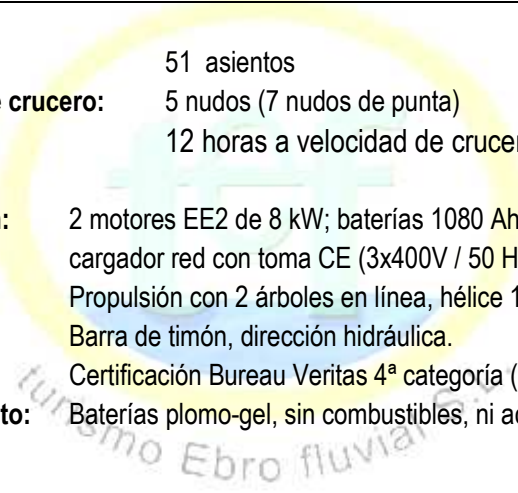 51 asientos
e crucero: 5 nudos (7 nudos de punta)
12 horas a velocidad de crucer
: 2 motores EE2 de 8 kW; baterías 1080 Ah
cargador red con toma CE (3x400V / 50 H
Propulsión con 2 árboles en línea, hélice 1
Barra de timón, dirección hidráulica.
Certificación Bureau Veritas 4ª categoría (
to: Baterías plomo-gel, sin combustibles, ni a
tef
turismo Ebro fluvial S.L